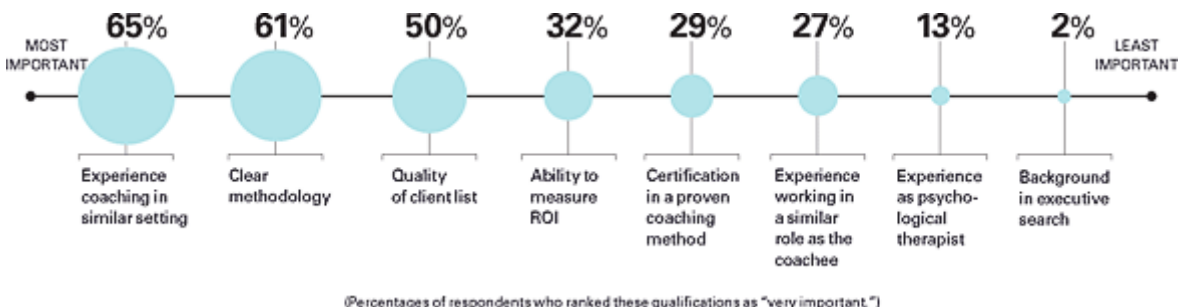 65%
61%
50%
32%
29%
27%
13%
2%
MOST
IMPORTANT
LEAST
IMPORTANT
Experience
coaching in
similar setting
Clear
methodology
Quality
of client list
Ability to
measure
ROI
Certification
in a proven
coaching
method
Experience
working in
a similar
role as the
coachee
Experience
as psycho-
logical
therapist
Background
in executive
search
(Percentages of respondents who ranked these qualifications as "very important.")